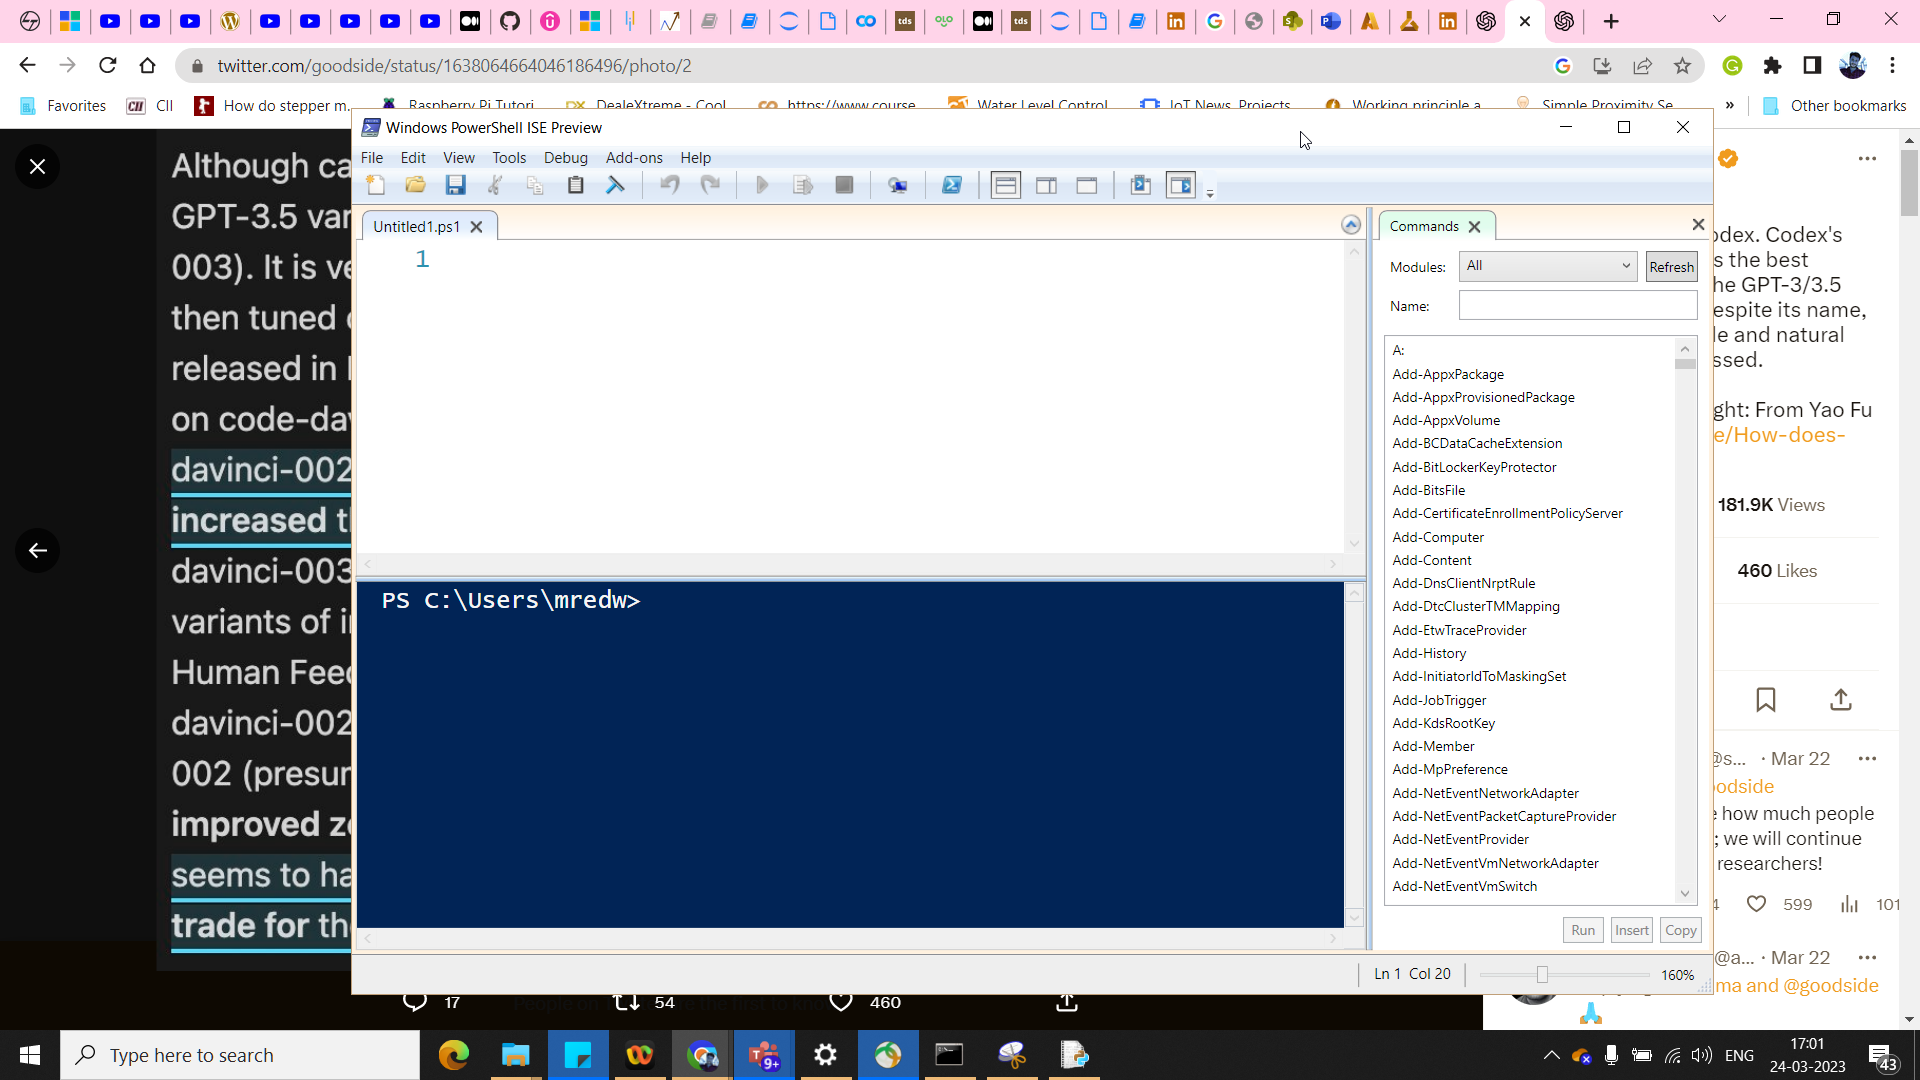 twitter.com/goodside/status/1638064664046186496/photo/2
Favorites
CII
How do stepper m...
Raspberry Pi Tutori
DealeXtreme - Cool
https://www.course
Water Level Control
IoT News, Projects
Working principle a
Simple Proximity Se
»
Other bookmarks
Windows PowerShell ISE Preview
File Edit View Tools Debug Add-ons Help
Untitled1.ps1
1
Commands
Modules: All Refresh
Name:
A:
Add-AppxPackage
Add-AppxProvisionedPackage
Add-AppxVolume
Add-BCDataCacheExtension
Add-BitLockerKeyProtector
Add-BitsFile
Add-CertificateEnrollmentPolicyServer
Add-Computer
Add-Content
Add-DnsClientNrptRule
Add-DtcClusterTMMapping
Add-EtwTraceProvider
Add-History
Add-InitiatorIdToMaskingSet
Add-JobTrigger
Add-KdsRootKey
Add-Member
Add-MpPreference
Add-NetEventNetworkAdapter
Add-NetEventPacketCaptureProvider
Add-NetEventProvider
Add-NetEventVmNetworkAdapter
Add-NetEventVmSwitch
Run Insert Copy
PS C:\Users\mredw>
Ln 1 Col 20
160%
Although ca
GPT-3.5 var
003). It is ve
then tuned
released in
on code-dav
davinci-002
increased t
davinci-003
variants of i
Human Feed
davinci-002
002 (presur
improved ze
seems to ha
trade for th
17
54
460
odex. Codex's
s the best
he GPT-3/3.5
espite its name,
le and natural
ssed.
ght: From Yao Fu
e/How-does-
181.9K Views
460 Likes
@s... · Mar 22
oodside
e how much people
; we will continue
researchers!
599
101
@a... · Mar 22
ma and @goodside
Type here to search
9+
ENG
17:01
24-03-2023
43